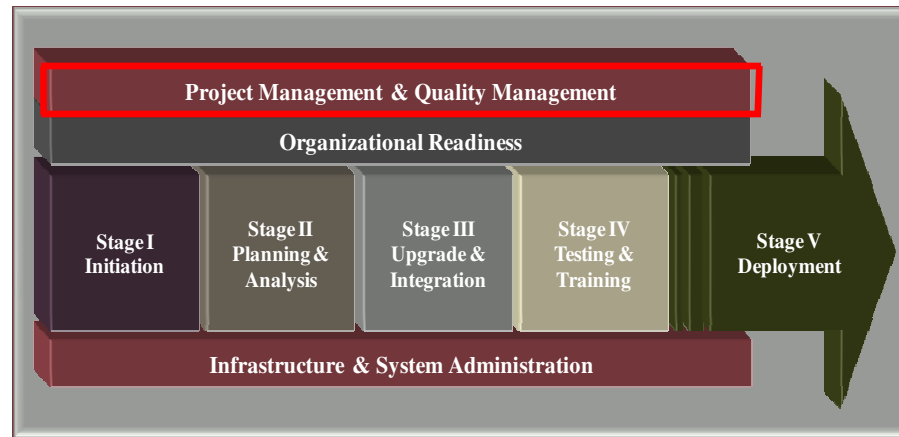 Project Management & Quality Management
Organizational Readiness
Stage I
Initiation
Stage II
Planning &
Analysis
Stage III
Upgrade &
Integration
Stage IV
Testing &
Training
Stage V
Deployment
Infrastructure & System Administration